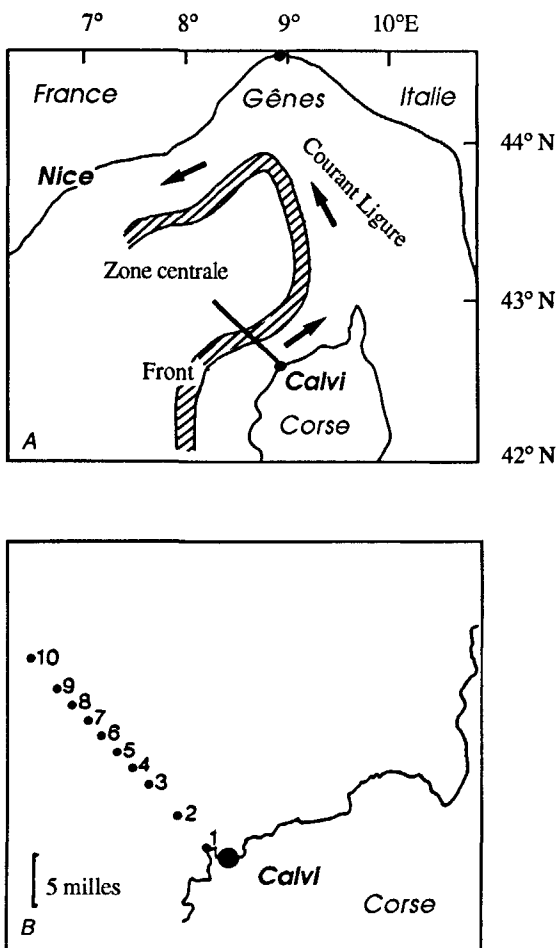 7° 8° 9° 10°E
France Gênes Italie
44° N
Nice
Courant Ligure
Zone centrale
43° N
Front
Calvi
Corse
A
42° N
10
9
8
7
6
5
4
3
2
1
5 milles
Calvi
Corse
B